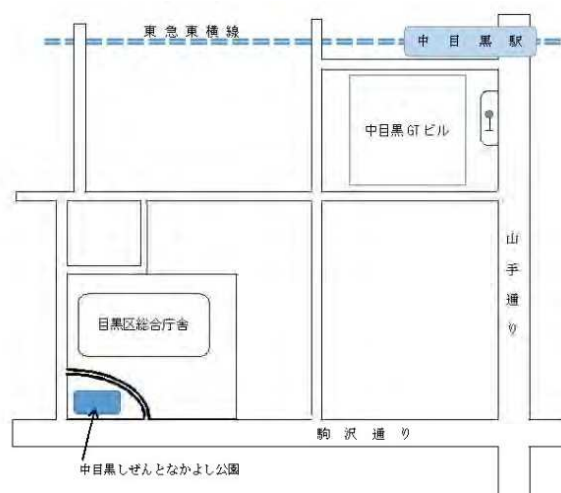 東急東横線
中目黒駅
中目黒GTビル
山手通り
目黒区総合庁舎
駒沢通り
中目黒しぜんとなかよし公園